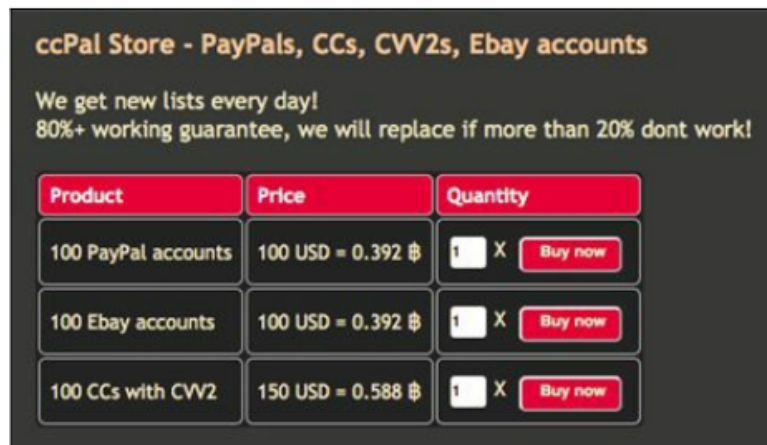 ccPal Store - PayPals, CCs, CVV2s, Ebay accounts
We get new lists every day!
80%+ working guarantee, we will replace if more than 20% dont work!
Product Price Quantity
100 PayPal accounts 100 USD = 0.392 ฿ 1 X Buy now
100 Ebay accounts 100 USD = 0.392 ฿ 1 X Buy now
100 CCs with CVV2 150 USD = 0.588 ฿ 1 X Buy now